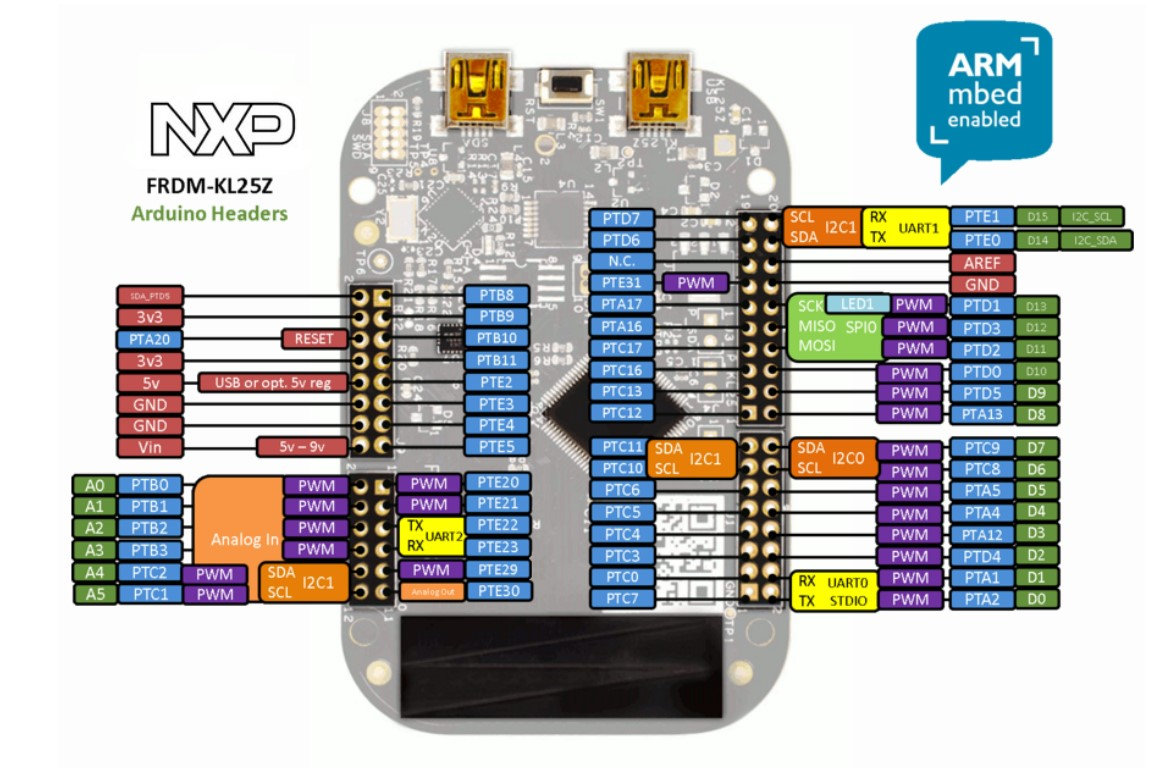 NXP
FRDM-KL25Z
Arduino Headers
ARM
mbed
enabled
RST
SW1
USB
KL25Z
J8 SDA
SWD
PTD7 SCL I2C1 RX UART1 PTE1 D15 I2C_SCL
PTD6 SDA TX PTE0 D14 I2C_SDA
N.C. AREF
PTE31 PWM GND
PTA17 SCK LED1 PWM PTD1 D13
PTA16 MISO SPI0 PWM PTD3 D12
PTC17 MOSI PWM PTD2 D11
PTC16 PWM PTD0 D10
PTC13 PWM PTD5 D9
PTC12 PWM PTA13 D8
SDA_PTD5 PTB8
3v3 PTB9
PTA20 RESET PTB10
3v3 PTB11
5v USB or opt. 5v reg PTE2
GND PTE3
GND PTE4
Vin 5v – 9v PTE5
PTC11 SDA I2C1 SDA I2C0 PWM PTC9 D7
PTC10 SCL SCL PWM PTC8 D6
PTC6 PWM PTA5 D5
PTC5 PWM PTA4 D4
PTC4 PWM PTA12 D3
PTC3 PWM PTD4 D2
PTC0 RX UART0 PWM PTA1 D1
PTC7 TX STDIO PWM PTA2 D0
A0 PTB0 PWM PWM PTE20
A1 PTB1 PWM PWM PTE21
A2 PTB2 Analog In PWM TX UART2 PTE22
A3 PTB3 PWM RX PTE23
A4 PTC2 PWM SDA I2C1 PWM PTE29
A5 PTC1 PWM SCL Analog Out PTE30